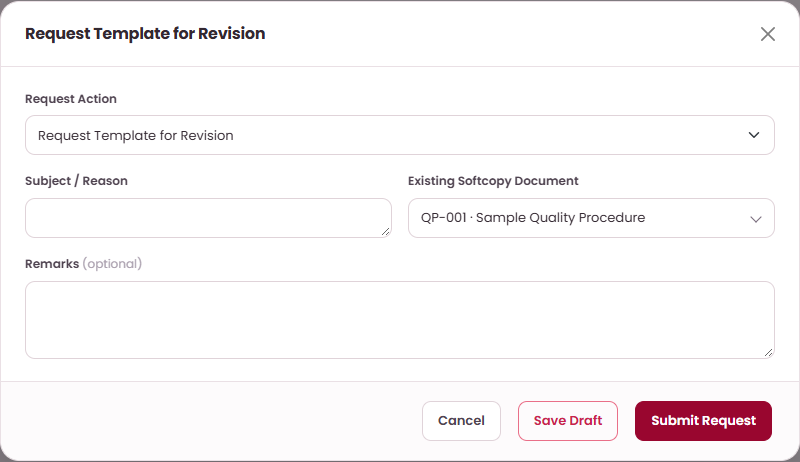 Request Template for Revision
Request Action
Request Template for Revision
Subject / Reason
Existing Softcopy Document
QP-001 · Sample Quality Procedure
Remarks (optional)
Cancel
Save Draft
Submit Request